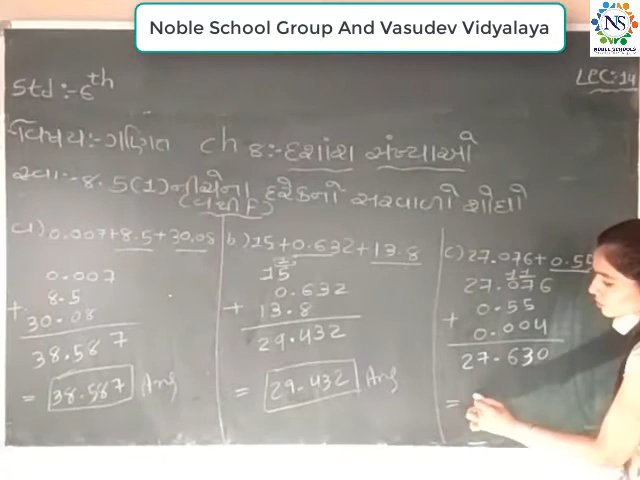 Noble School Group And Vasudev Vidyalaya
NS
NOBLE SCHOOLS
Std :- 6th
LEC:14
વિષય:-ગણિત ch 8:-દશાંશ સંખ્યાઓ
સ્વા:- 8.5(1) નીચેના દરેકનો સરવાળો શોધો
a) 0.007+8.5+30.08
0.007
8.5
+
30.08
38.587
= 38.587 Ans
b) 15+0.632+13.8
1
15
0.632
+ 13.8
29.432
= 29.432 Ans
c) 27.076+0.55
11
27.076
0.55
+
0.004
27.630
=